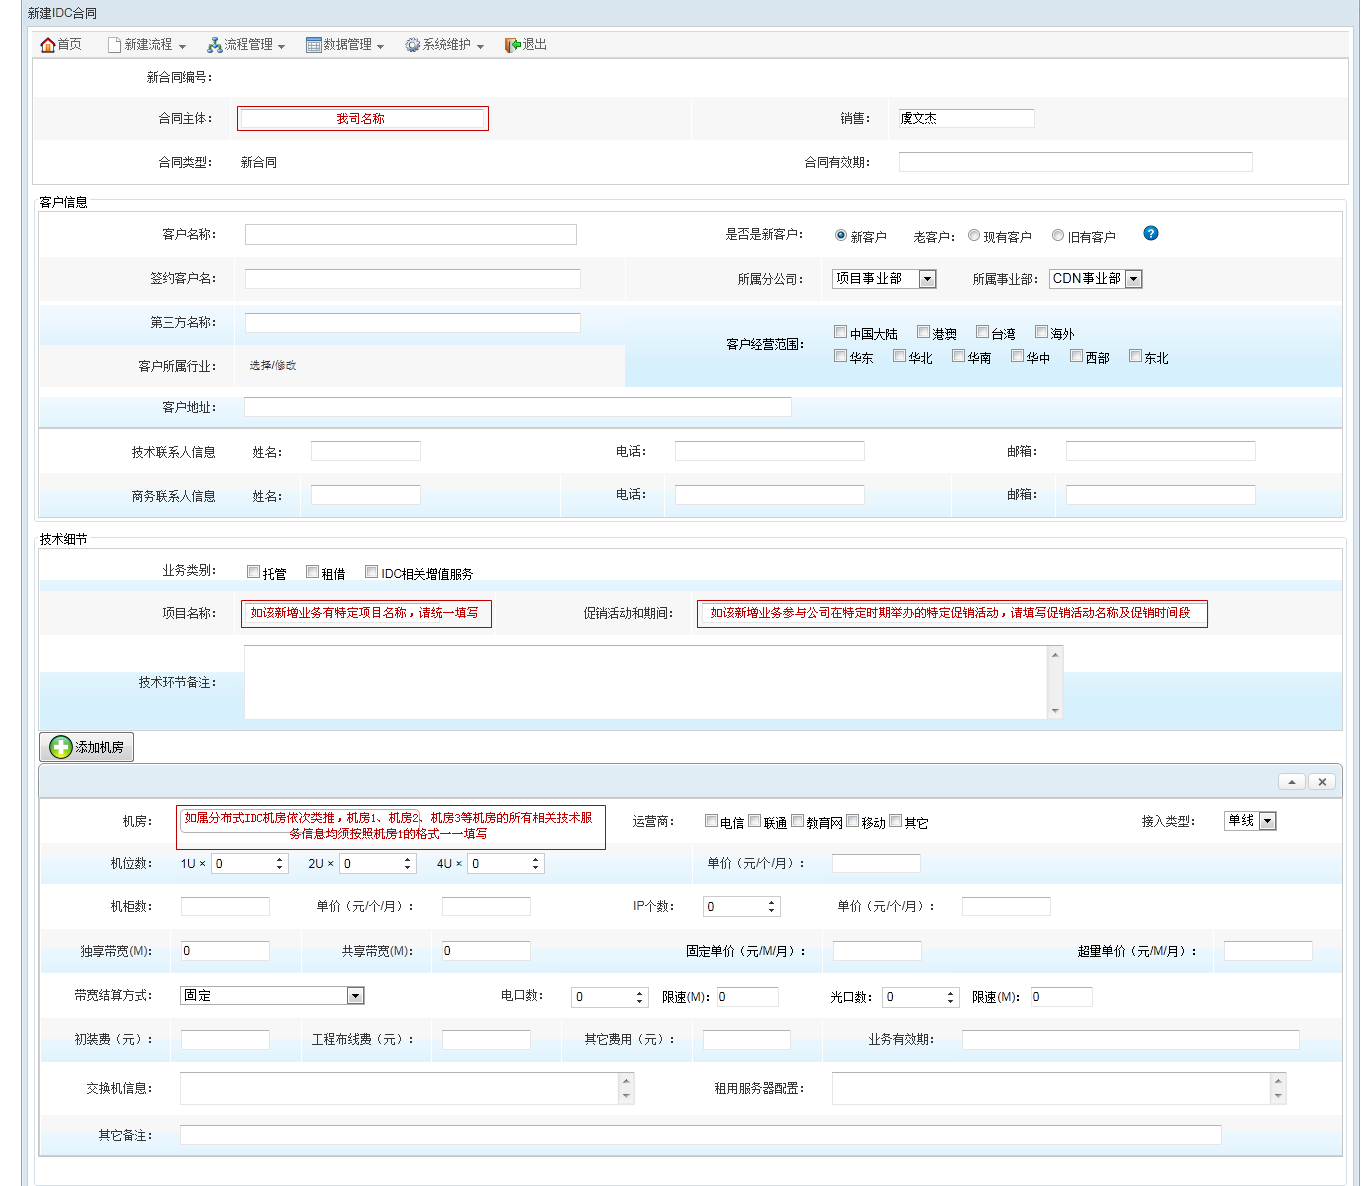 新建IDC合同
首页 新建流程 流程管理 数据管理 系统维护 退出
新合同编号：
合同主体： 我司名称 销售： 虞文杰
合同类型： 新合同 合同有效期：
客户信息
客户名称： 是否是新客户： 新客户 老客户： 现有客户 旧有客户 ?
签约客户名： 所属分公司： 项目事业部 所属事业部： CDN事业部
第三方名称： 客户经营范围： 中国大陆 港澳 台湾 海外
华东 华北 华南 华中 西部 东北
客户所属行业： 选择/修改
客户地址：
技术联系人信息 姓名： 电话： 邮箱：
商务联系人信息 姓名： 电话： 邮箱：
技术细节
业务类别： 托管 租借 IDC相关增值服务
项目名称： 如该新增业务有特定项目名称，请统一填写 促销活动和期间： 如该新增业务参与公司在特定时期举办的特定促销活动，请填写促销活动名称及促销时间段
技术环节备注：
添加机房
机房： 如属分布式IDC机房依次类推，机房1、机房2、机房3等机房的所有相关技术服
务信息均须按照机房1的格式一一填写 运营商： 电信 联通 教育网 移动 其它 接入类型： 单线
机位数： 1U × 0 2U × 0 4U × 0 单价（元/个/月）：
机柜数： 单价（元/个/月）： IP个数： 0 单价（元/个/月）：
独享带宽(M)： 0 共享带宽(M)： 0 固定单价（元/M/月）： 超量单价（元/M/月）：
带宽结算方式： 固定 电口数： 0 限速(M)： 0 光口数： 0 限速(M)： 0
初装费（元）： 工程布线费（元）： 其它费用（元）： 业务有效期：
交换机信息： 租用服务器配置：
其它备注：